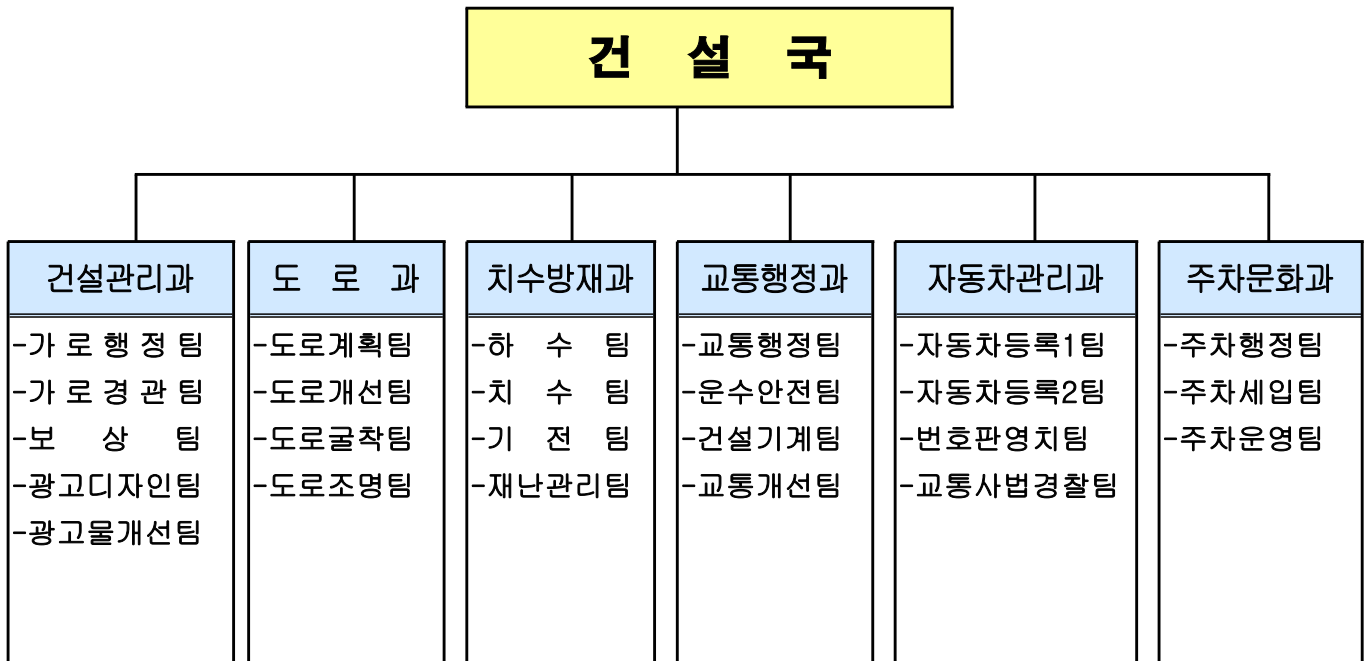 건 설 국
건설관리과
-가 로 행 정 팀
-가 로 경 관 팀
-보 상 팀
-광고디자인팀
-광고물개선팀
도 로 과
-도로계획팀
-도로개선팀
-도로굴착팀
-도로조명팀
치수방재과
-하 수 팀
-치 수 팀
-기 전 팀
-재난관리팀
교통행정과
-교통행정팀
-운수안전팀
-건설기계팀
-교통개선팀
자동차관리과
-자동차등록1팀
-자동차등록2팀
-번호판영치팀
-교통사법경찰팀
주차문화과
-주차행정팀
-주차세입팀
-주차운영팀